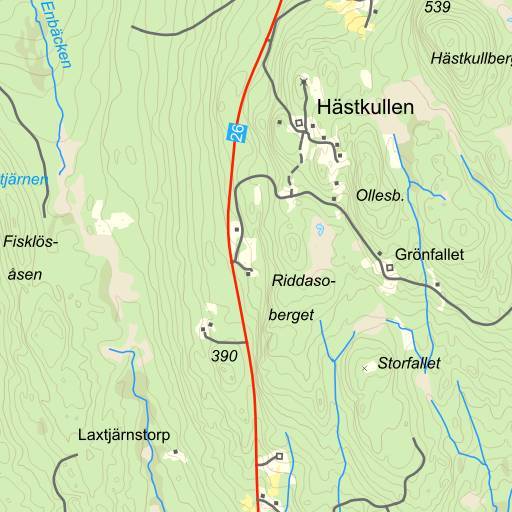 Enbäcken
539
Hästkullberg
Hästkullen
26
tjärnen
Ollesb.
Fisklös-
åsen
Grönfallet
Riddaso-
berget
390
Storfallet
Laxtjärnstorp